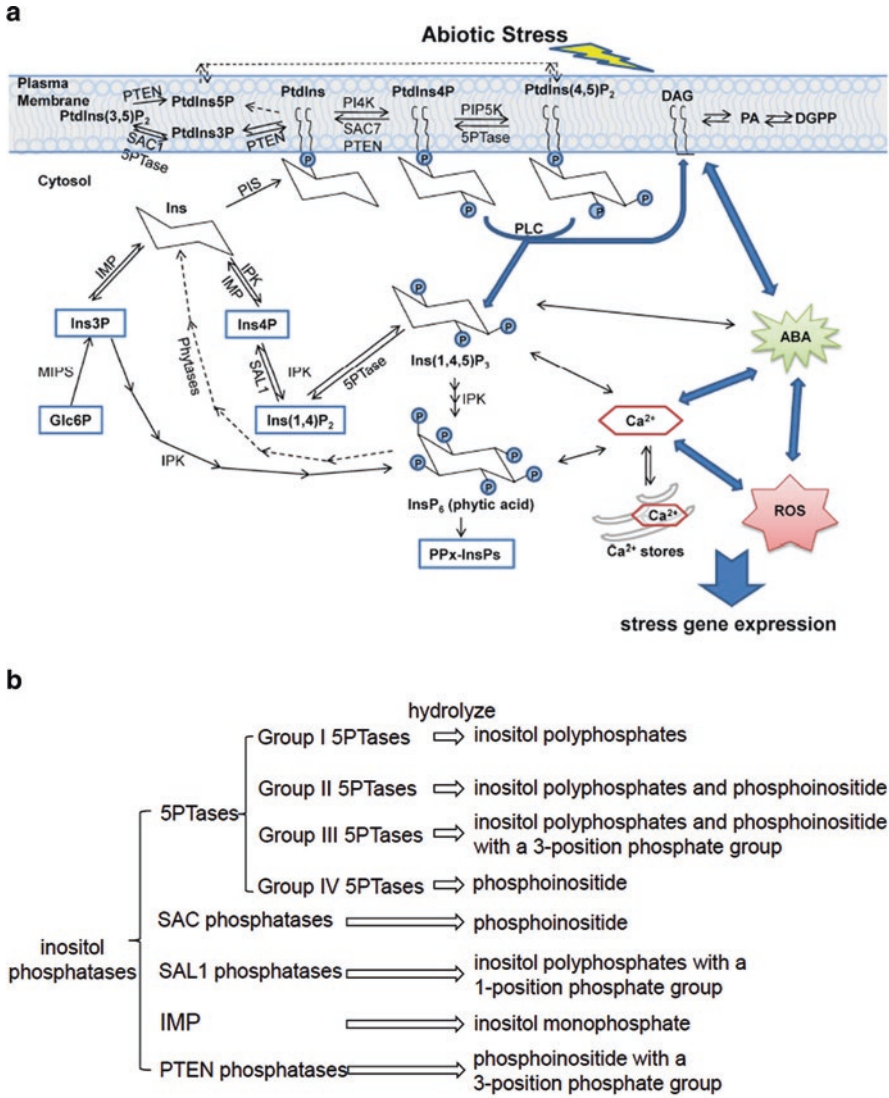 a
Abiotic Stress
Plasma
Membrane
PTEN
PtdIns5P
PtdIns(3,5)P2
SAC1
5PTase
PtdIns3P
PTEN
PtdIns
PI4K
SAC7
PTEN
PtdIns4P
PIP5K
5PTase
PtdIns(4,5)P2
DAG
PA
DGPP
P
P
P
P
P
P
Cytosol
PIS
Ins
PLC
IMP
IPK
IMP
Ins3P
Ins4P
MIPS
SAL1
Phytases
Glc6P
Ins(1,4)P2
IPK
5PTase
P
P
P
Ins(1,4,5)P3
IPK
ABA
Ca2+
IPK
P
P
P
P
P
P
InsP6 (phytic acid)
PPx-InsPs
Ca2+
Ca2+ stores
ROS
stress gene expression
b
hydrolyze
inositol
phosphatases
5PTases
Group I 5PTases
inositol polyphosphates
Group II 5PTases
inositol polyphosphates and phosphoinositide
Group III 5PTases
inositol polyphosphates and phosphoinositide
with a 3-position phosphate group
Group IV 5PTases
phosphoinositide
SAC phosphatases
phosphoinositide
SAL1 phosphatases
inositol polyphosphates with a
1-position phosphate group
IMP
inositol monophosphate
PTEN phosphatases
phosphoinositide with a
3-position phosphate group